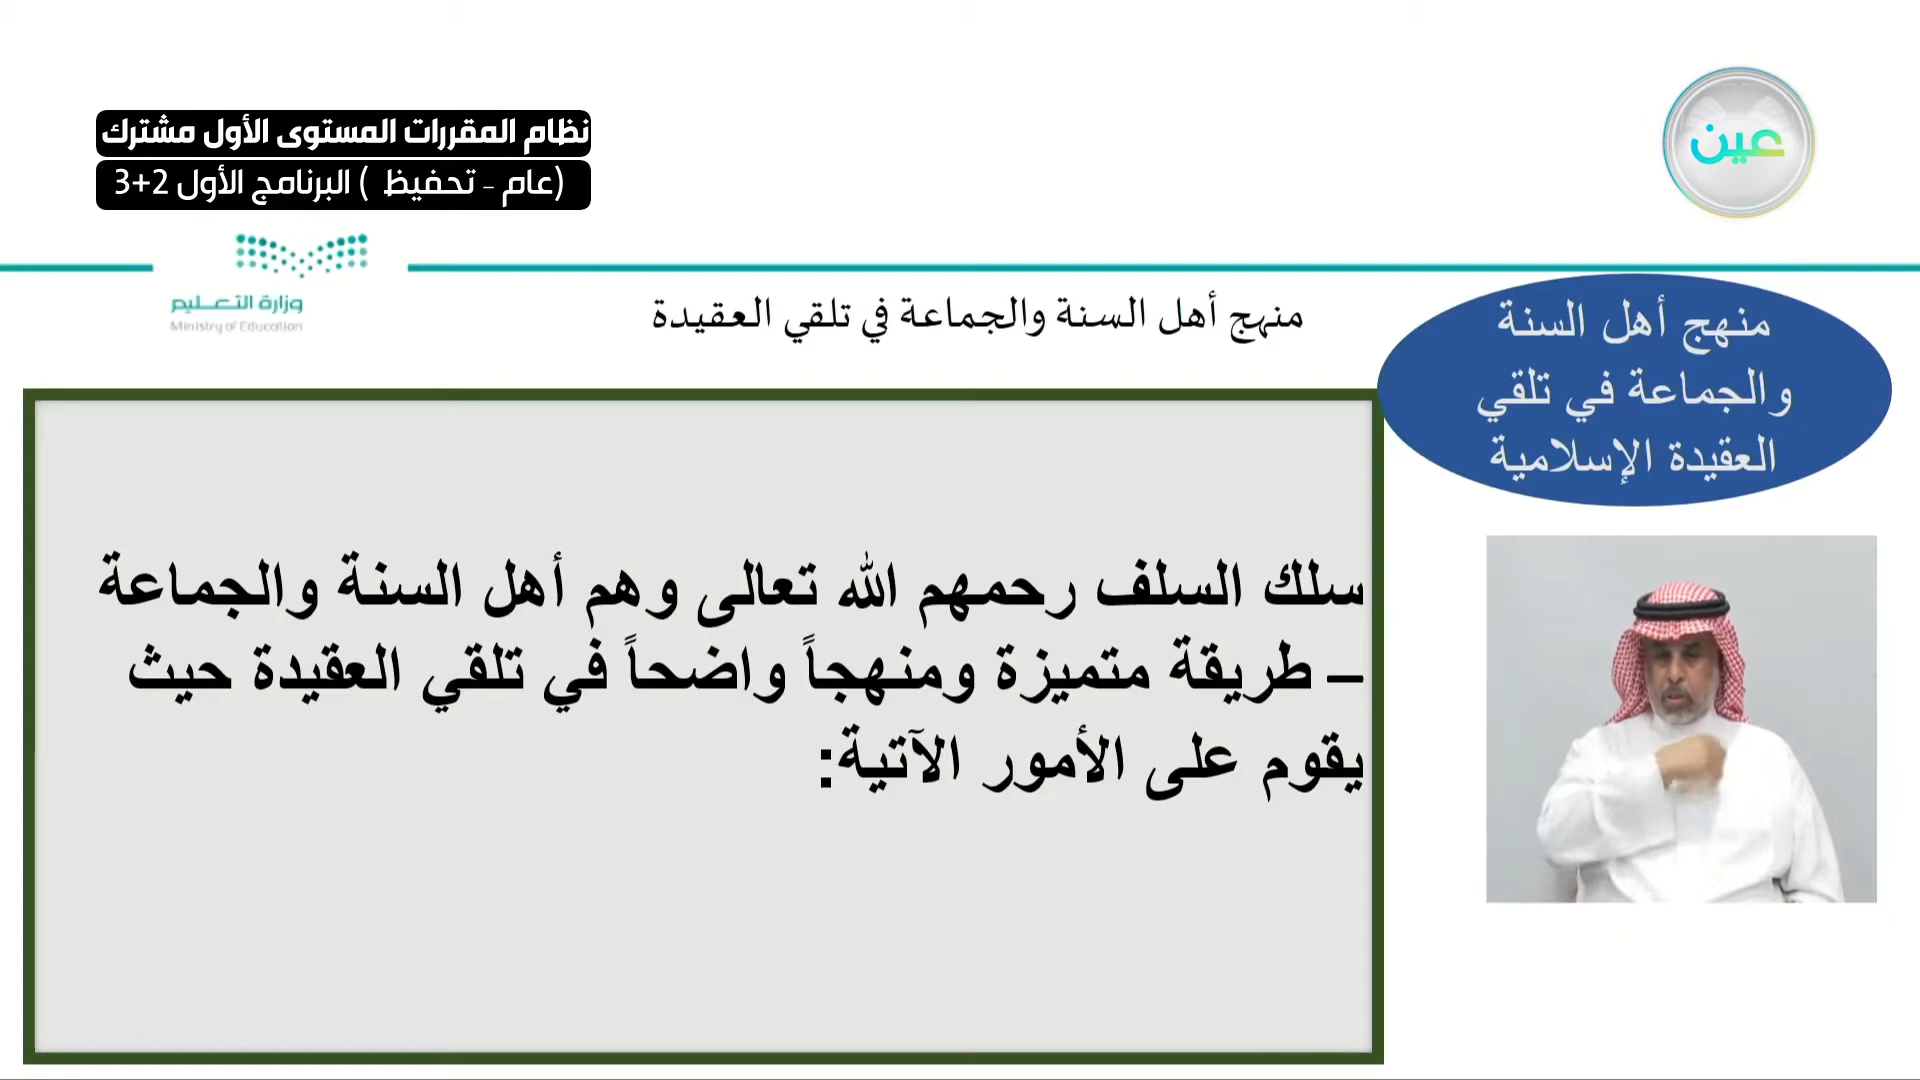 نظام المقررات المستوى الأول مشترك
(عام - تحفيظ ) البرنامج الأول 2+3
عين
وزارة التعليم
Ministry of Education
منهج أهل السنة والجماعة في تلقي العقيدة
منهج أهل السنة
والجماعة في تلقي
العقيدة الإسلامية
سلك السلف رحمهم الله تعالى وهم أهل السنة والجماعة
– طريقة متميزة ومنهجاً واضحاً في تلقي العقيدة حيث
يقوم على الأمور الآتية: